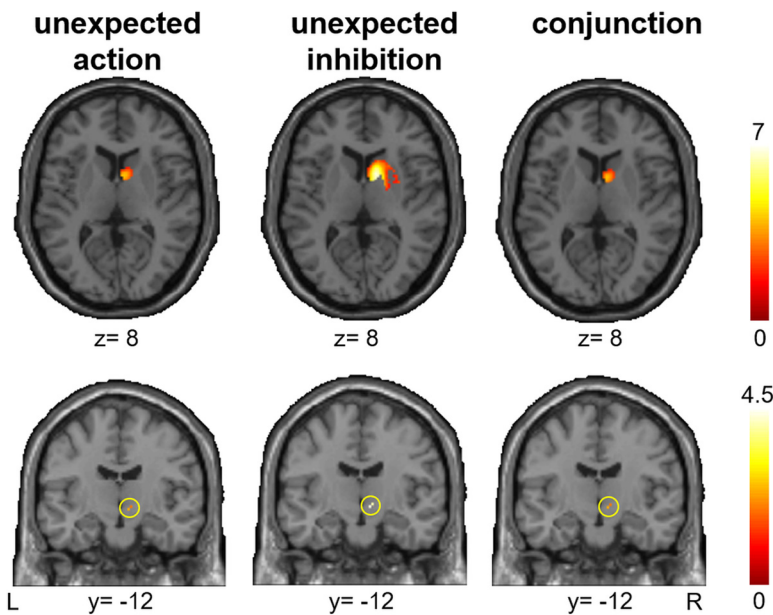 unexpected
action
unexpected
inhibition
conjunction
7
0
z= 8
z= 8
z= 8
4.5
0
L
y= -12
y= -12
y= -12
R